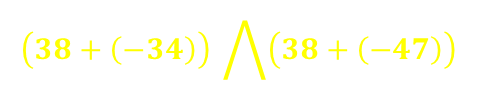 (38 + (−34)) ⋀ (38 + (−47))